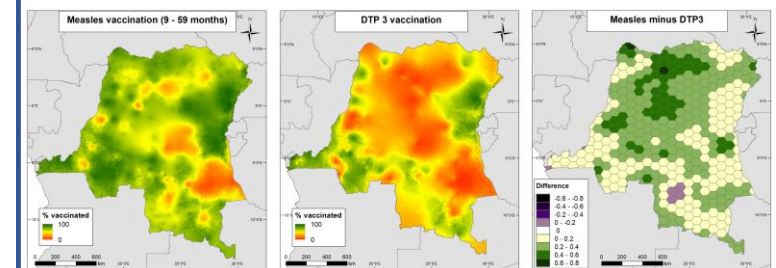 Measles vaccination (9 - 59 months)
N
% vaccinated
100
0
0 200 400 600
km
DTP 3 vaccination
N
% vaccinated
100
0
0 200 400 600
km
Measles minus DTP3
N
Difference
-0.6 - -0.8
-0.4 - -0.6
-0.2 - -0.4
0 - -0.2
0
0 - 0.2
0.2 - 0.4
0.4 - 0.6
0.6 - 0.8
0 200 400 600
km